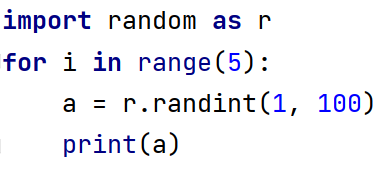 import random as r
for i in range(5):
    a = r.randint(1, 100)
    print(a)